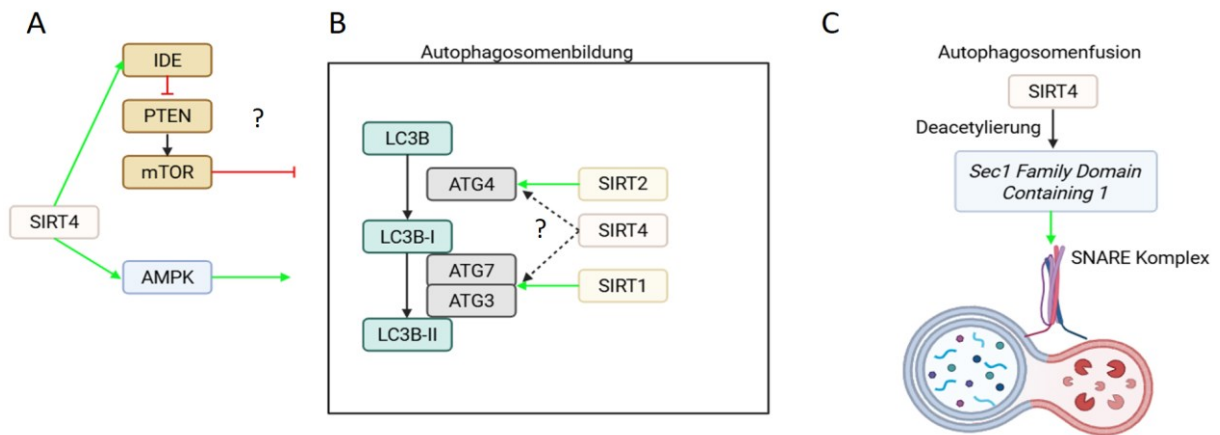 A
IDE
PTEN
?
mTOR
SIRT4
AMPK
B
Autophagosomenbildung
LC3B
ATG4
SIRT2
LC3B-I
?
SIRT4
ATG7
ATG3
SIRT1
LC3B-II
C
Autophagosomenfusion
SIRT4
Deacetylierung
Sec1 Family Domain
Containing 1
SNARE Komplex